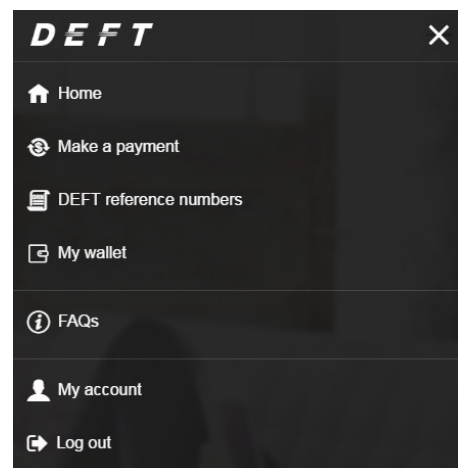 DEFT
Home
Make a payment
DEFT reference numbers
My wallet
FAQs
My account
Log out